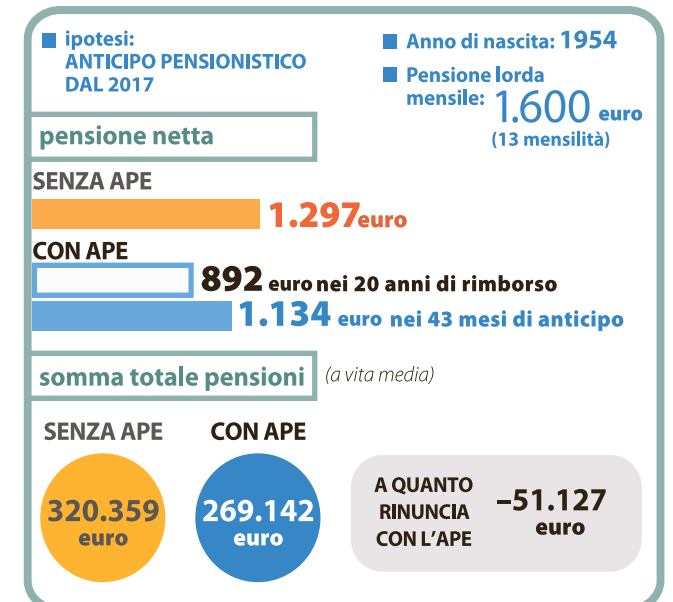 ipotesi:
ANTICIPO PENSIONISTICO
DAL 2017
Anno di nascita: 1954
Pensione lorda
mensile: 1.600 euro
(13 mensilità)
pensione netta
SENZA APE
1.297 euro
CON APE
892 euro nei 20 anni di rimborso
1.134 euro nei 43 mesi di anticipo
somma totale pensioni (a vita media)
SENZA APE
320.359
euro
CON APE
269.142
euro
A QUANTO
RINUNCIA
CON L'APE
–51.127
euro